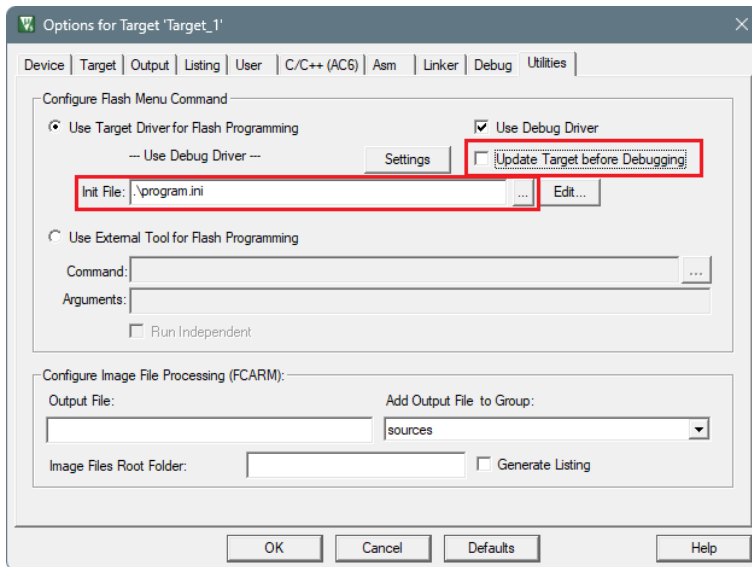 Options for Target 'Target_1'
Device Target Output Listing User C/C++ (AC6) Asm Linker Debug Utilities
Configure Flash Menu Command
Use Target Driver for Flash Programming Use Debug Driver
--- Use Debug Driver --- Settings Update Target before Debugging
Init File: .\program.ini ... Edit...
Use External Tool for Flash Programming
Command: ...
Arguments:
Run Independent
Configure Image File Processing (FCARM):
Output File: Add Output File to Group:
sources
Image Files Root Folder: Generate Listing
OK Cancel Defaults Help